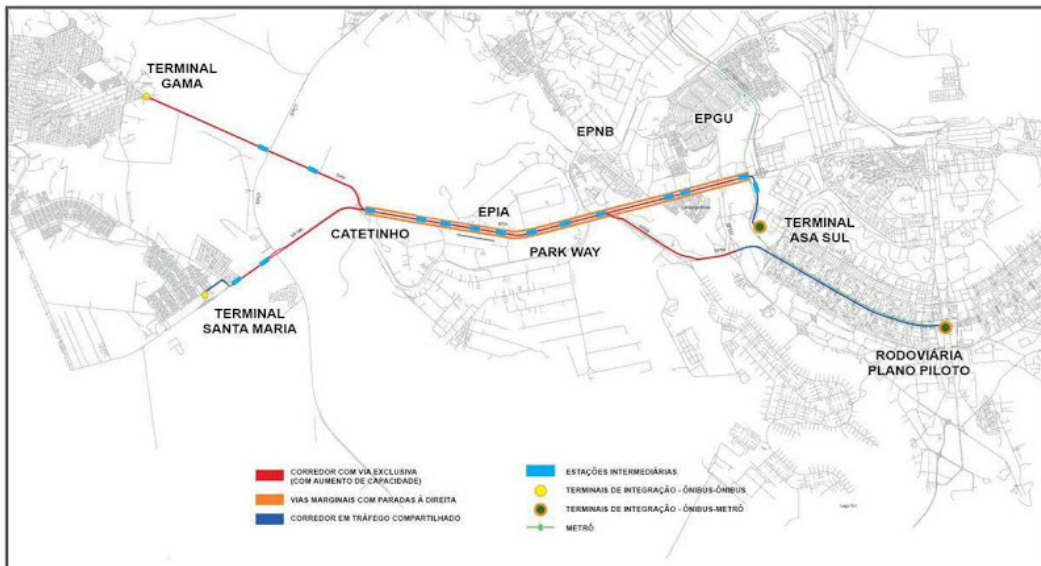 TERMINAL
GAMA
EPNB
EPGU
EPIA
CATETINHO
PARK WAY
TERMINAL
ASA SUL
TERMINAL
SANTA MARIA
RODOVIÁRIA
PLANO PILOTO
CORREDOR COM VIA EXCLUSIVA
(COM AUMENTO DE CAPACIDADE)
VIAS MARGINAIS COM PARADAS À DIREITA
CORREDOR EM TRÁFEGO COMPARTILHADO
ESTAÇÕES INTERMEDIÁRIAS
TERMINAIS DE INTEGRAÇÃO - ÔNIBUS-ÔNIBUS
TERMINAIS DE INTEGRAÇÃO - ÔNIBUS-METRÔ
METRÔ
Lago Sul